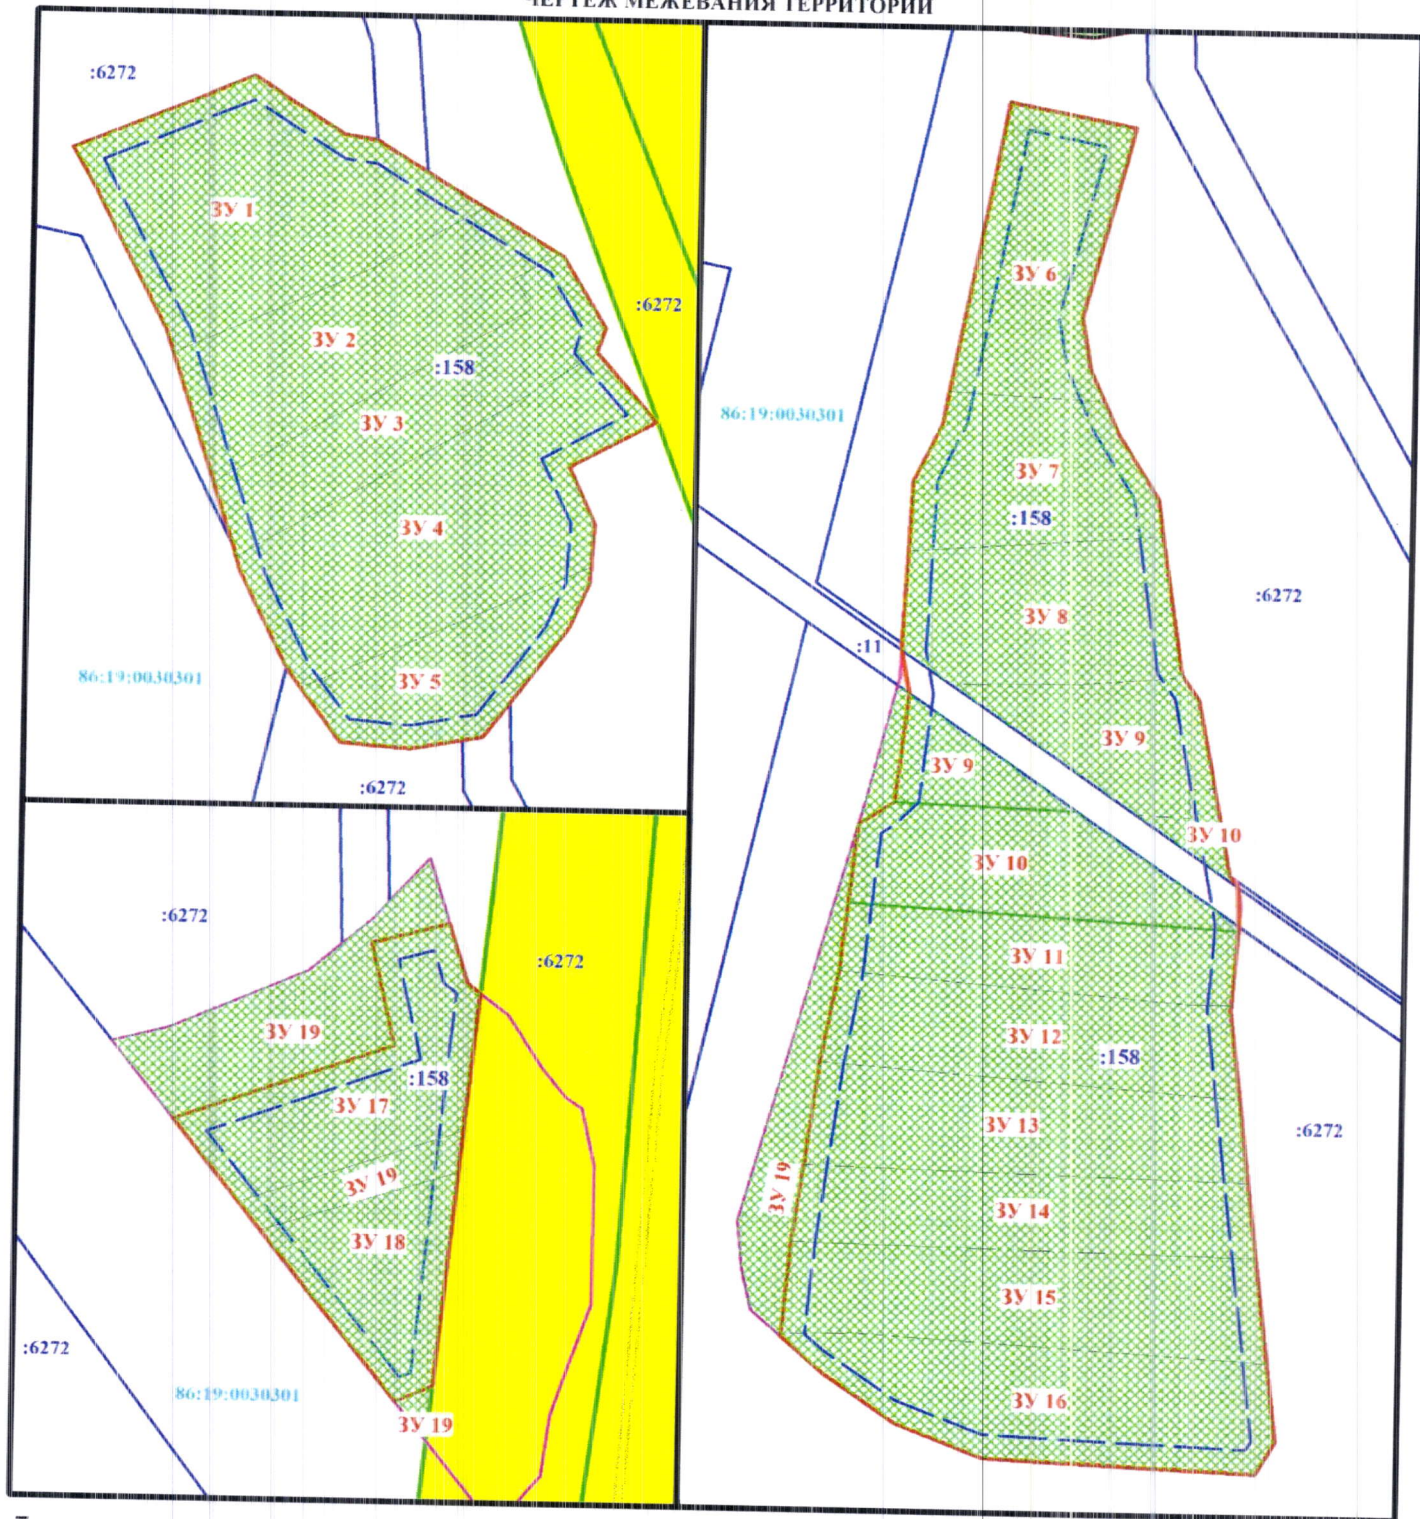 ЧЕРТЕЖ МЕЖЕВАНИЯ ТЕРРИТОРИИ
:6272
ЗУ 1
:6272
ЗУ 2
:158
ЗУ 3
ЗУ 4
86:19:0030301
ЗУ 5
:6272
ЗУ 6
86:19:0030301
ЗУ 7
:158
:6272
ЗУ 8
:11
ЗУ 9
ЗУ 9
ЗУ 10
ЗУ 10
ЗУ 11
ЗУ 12
:158
ЗУ 13
:6272
ЗУ 19
ЗУ 14
ЗУ 15
ЗУ 16
:6272
:6272
ЗУ 19
:158
ЗУ 17
ЗУ 19
ЗУ 18
:6272
86:19:0030301
ЗУ 19